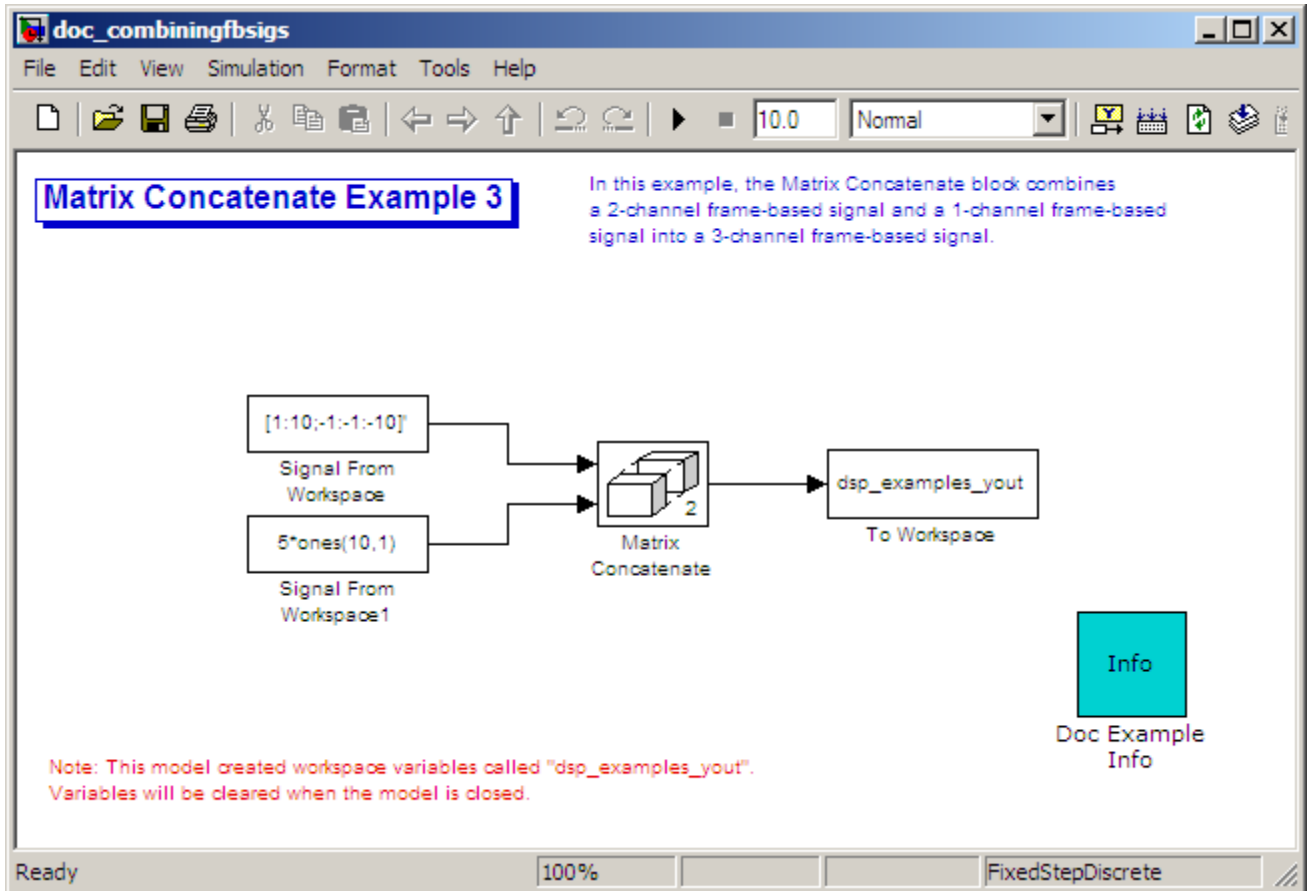 doc_combiningfbsigs
File Edit View Simulation Format Tools Help
10.0 Normal
Matrix Concatenate Example 3
In this example, the Matrix Concatenate block combines
a 2-channel frame-based signal and a 1-channel frame-based
signal into a 3-channel frame-based signal.
[1:10;-1:-1:-10]'
Signal From
Workspace
5*ones(10,1)
Signal From
Workspace1
2
Matrix
Concatenate
dsp_examples_yout
To Workspace
Info
Doc Example
Info
Note: This model created workspace variables called "dsp_examples_yout".
Variables will be cleared when the model is closed.
Ready 100% FixedStepDiscrete